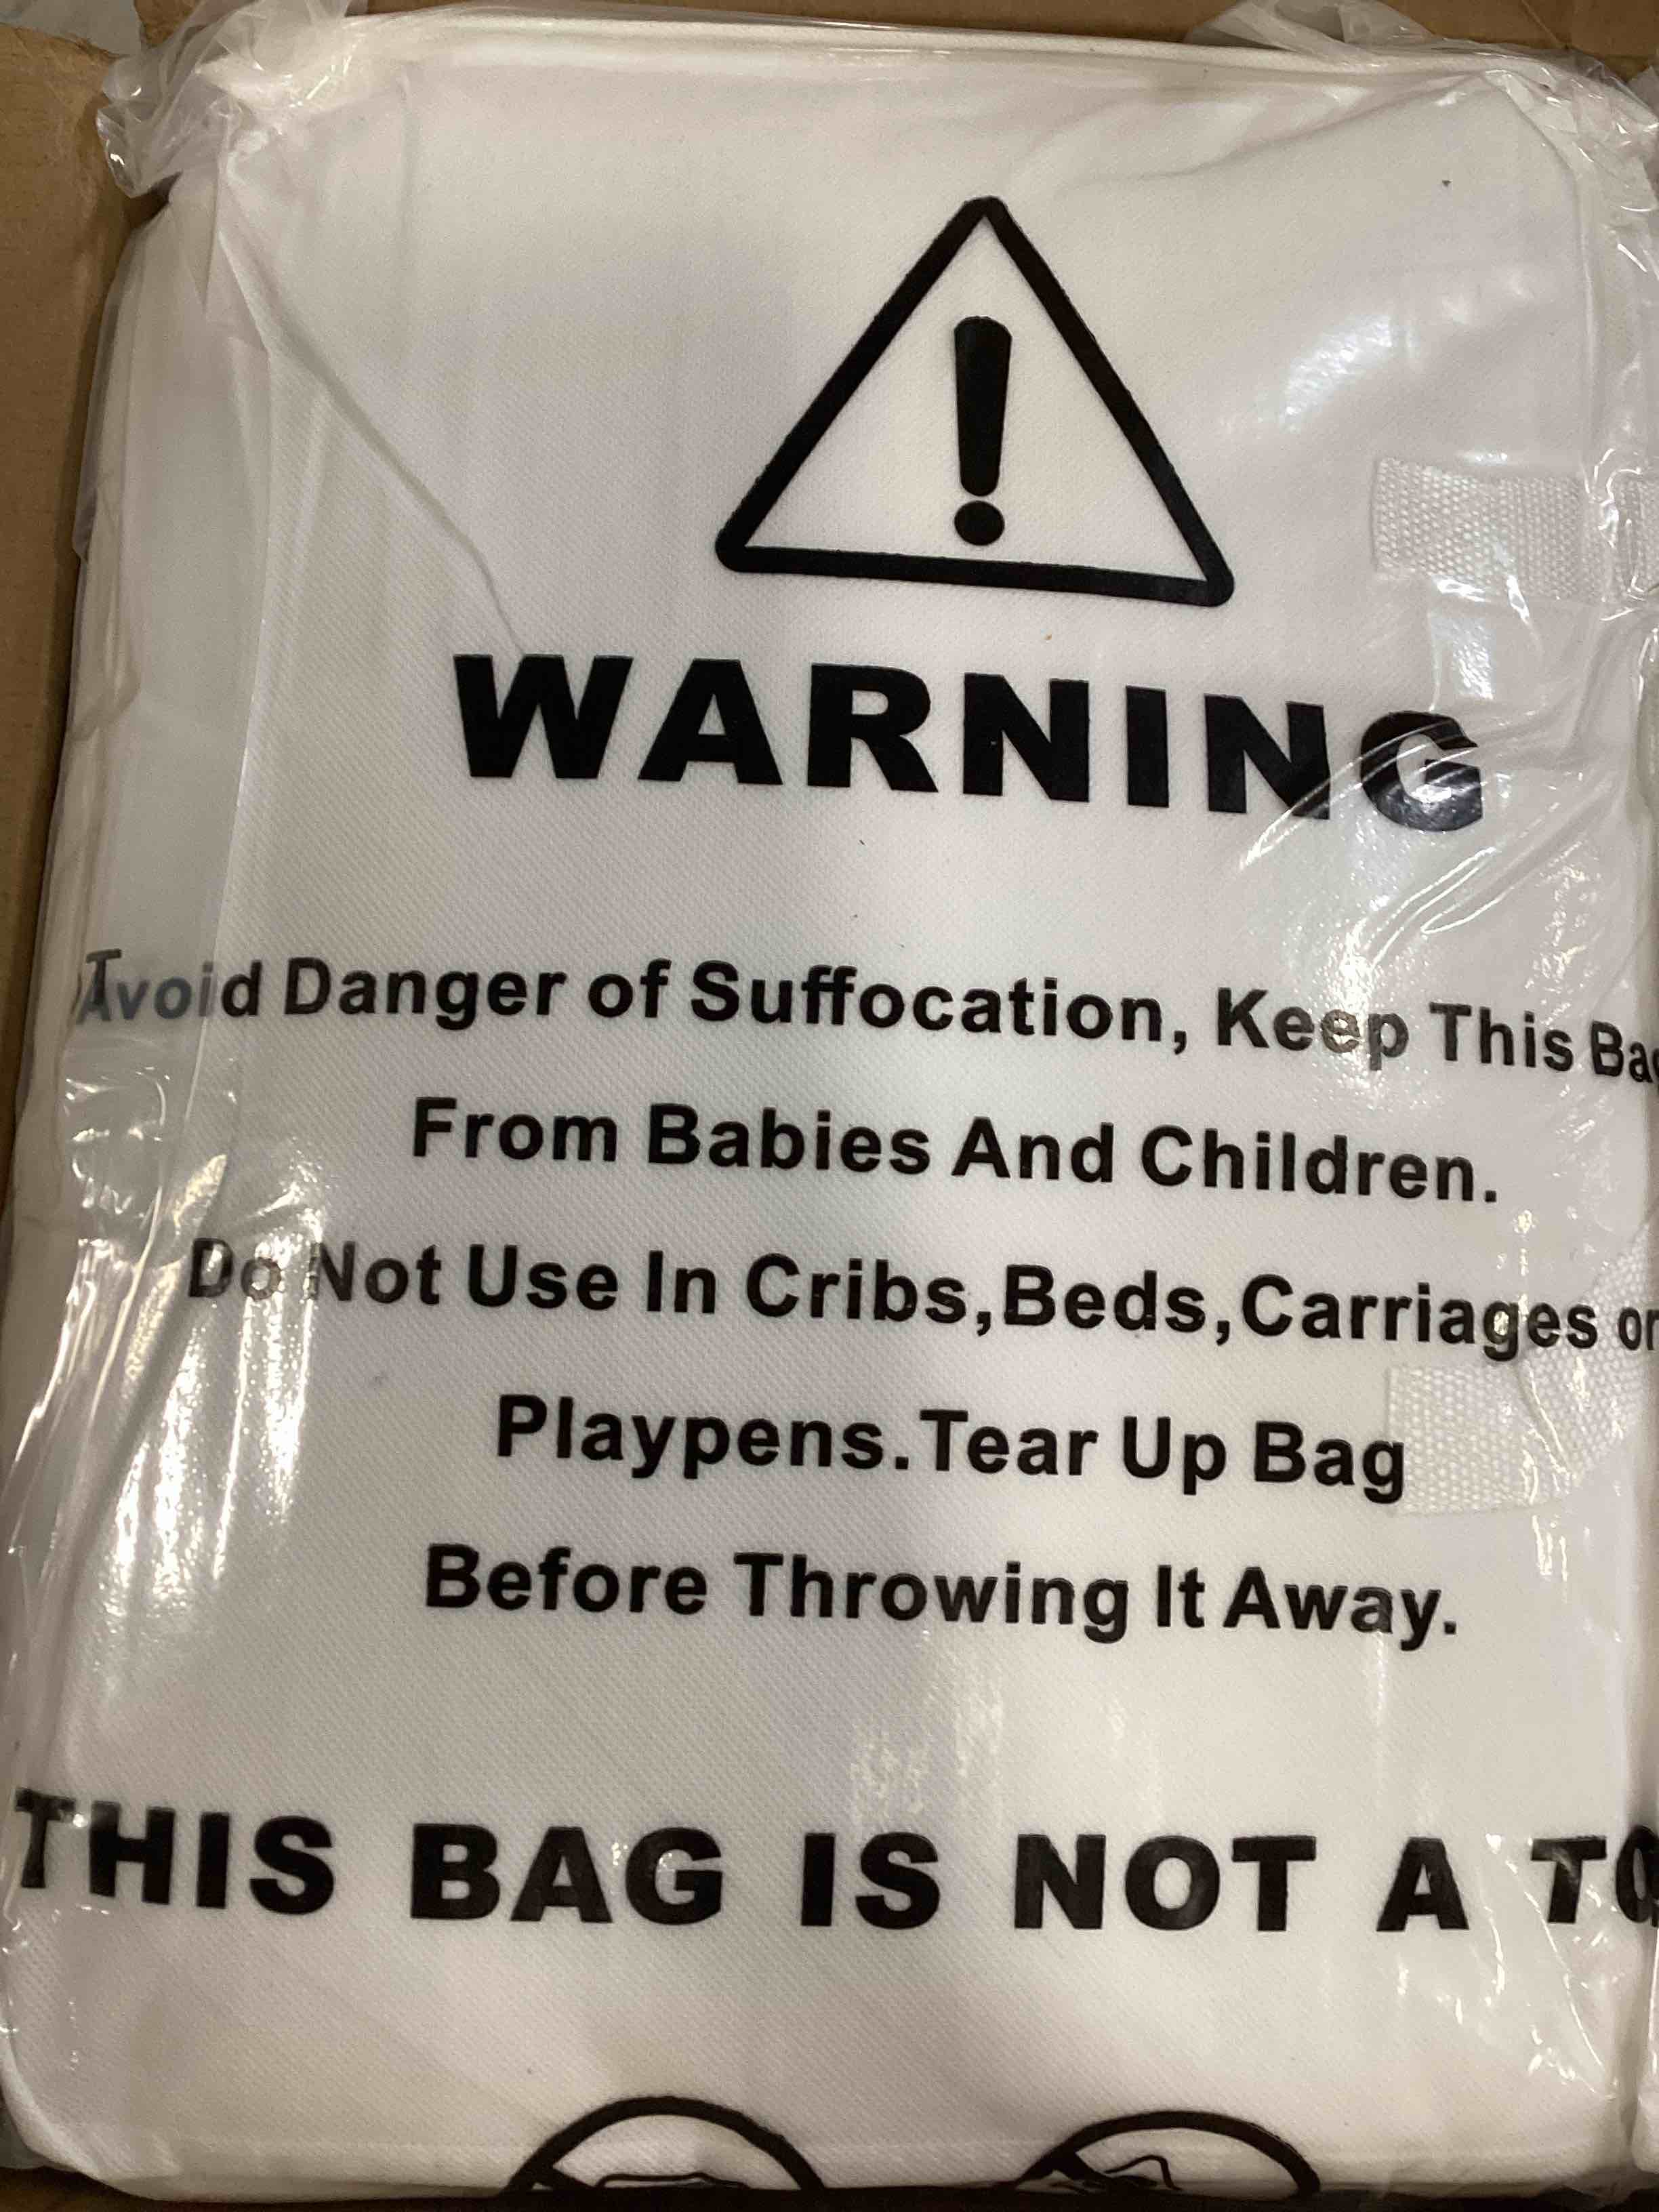 WARNING
Avoid Danger of Suffocation, Keep This
From Babies And Children.
Do Not Use In Cribs,Beds,Carriages or
Playpens.Tear Up Bag
Before Throwing It Away.
THIS BAG IS NOT A